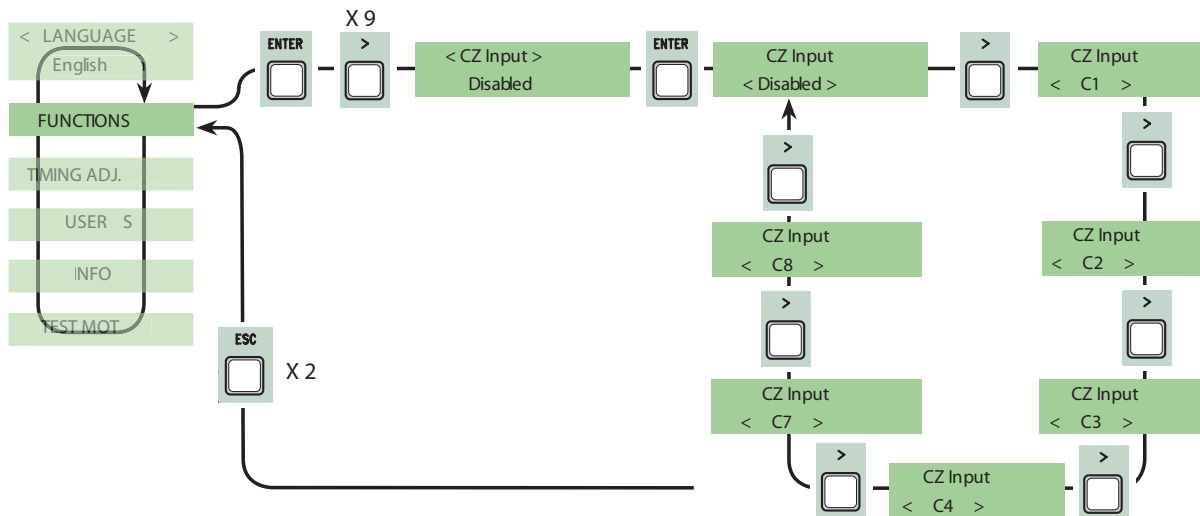 < LANGUAGE >
English
FUNCTIONS
TIMING ADJ.
USER S
INFO
TEST MOT
ENTER
X 9
>
< CZ Input >
Disabled
ENTER
CZ Input
< Disabled >
>
CZ Input
< C1 >
>
CZ Input
< C2 >
>
CZ Input
< C3 >
>
CZ Input
< C4 >
>
CZ Input
< C7 >
>
CZ Input
< C8 >
>
ESC
X 2